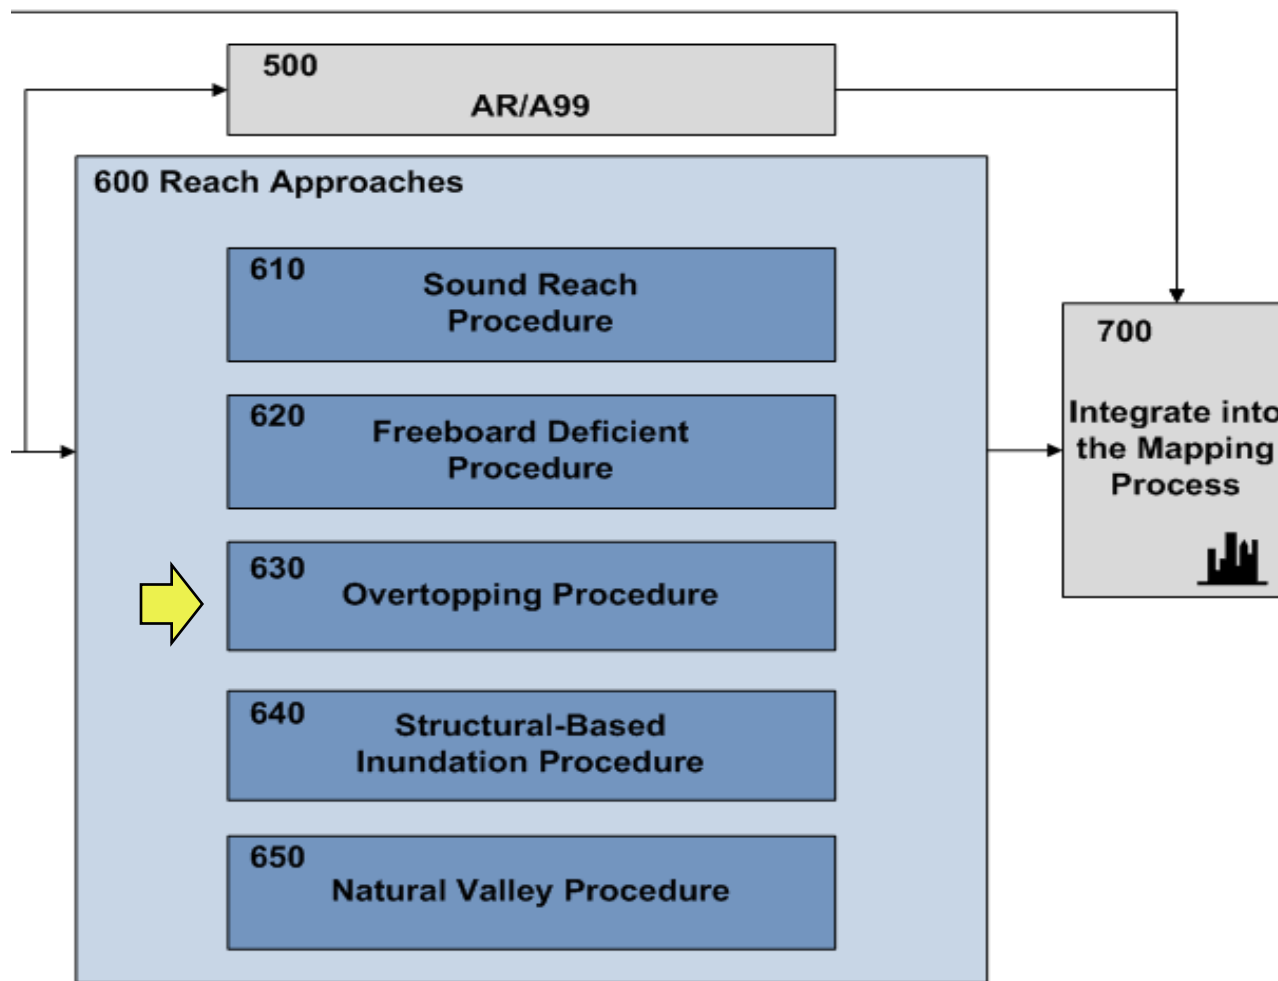 500
AR/A99
600 Reach Approaches
610
Sound Reach
Procedure
620
Freeboard Deficient
Procedure
630
Overtopping Procedure
640
Structural-Based
Inundation Procedure
650
Natural Valley Procedure
700
Integrate into
the Mapping
Process